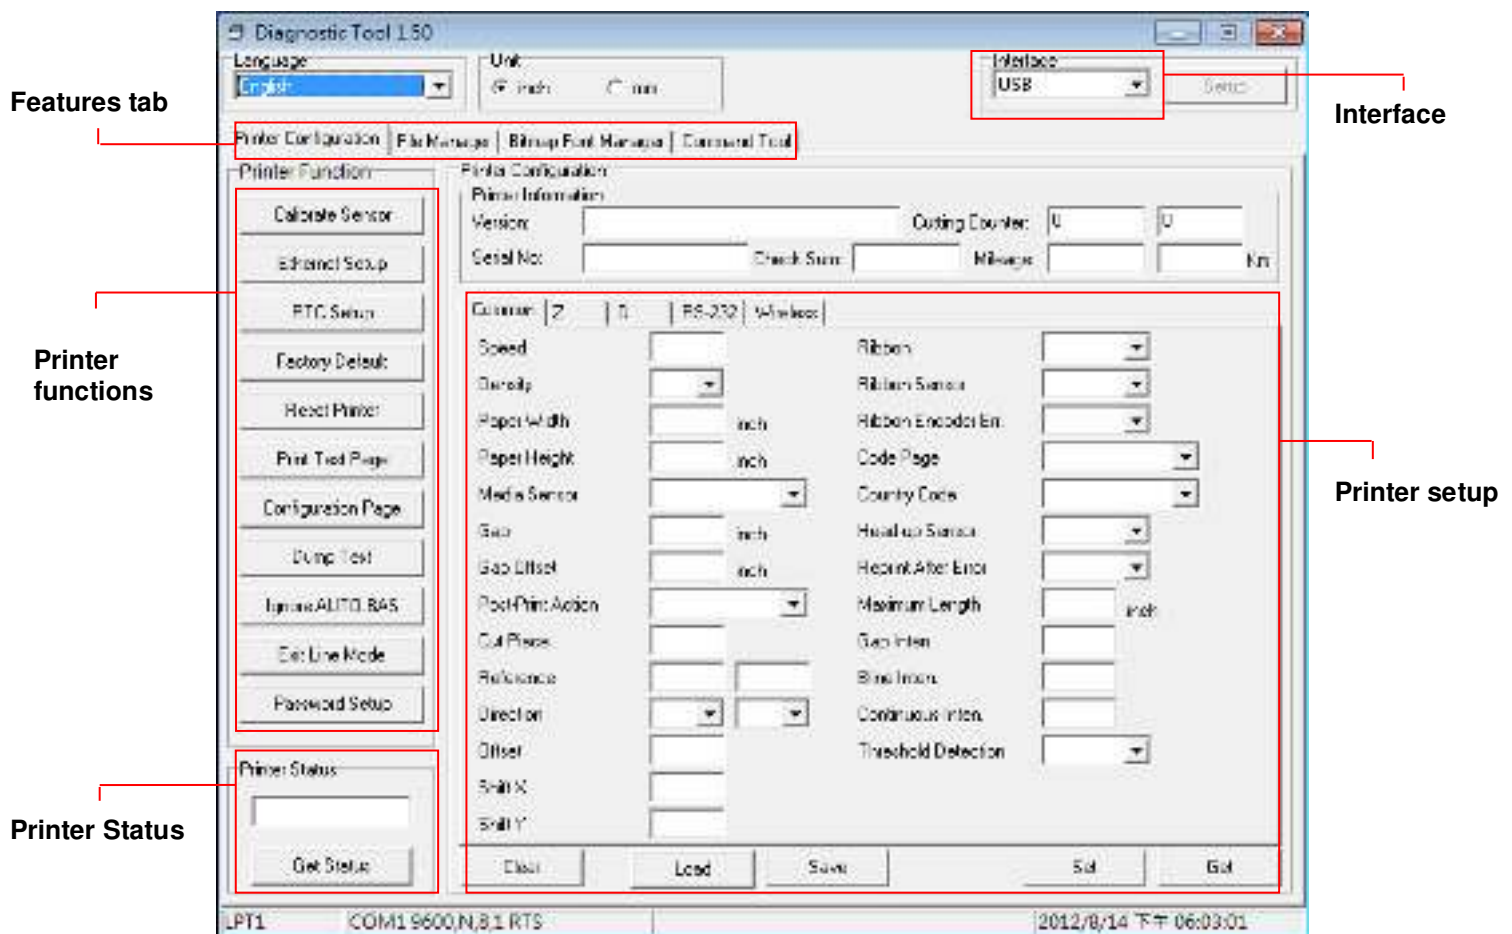 Diagnostic Tool 1.50
Language
English
Unit
inch
mm
Interface
USB
Setup
Features tab
Interface
Printer Configuration
File Manager
Bitmap Font Manager
Command Tool
Printer Function
Calibrate Sensor
Ethernet Setup
RTC Setup
Factory Default
Reset Printer
Print Test Page
Configuration Page
Dump Text
Ignore AUTO.BAS
Exit Line Mode
Password Setup
Printer functions
Printer Configuration
Printer Information
Version:
Cutting Counter:
0
0
Serial No:
Check Sum:
Mileage:
Km
Common
Z
D
RS-232
Wireless
Speed
Density
Paper Width
inch
Paper Height
inch
Media Sensor
Gap
inch
Gap Offset
inch
Post-Print Action
Cut Piece
Reference
Direction
Offset
Shift X
Shift Y
Ribbon
Ribbon Sensor
Ribbon Encoder Err.
Code Page
Country Code
Head-up Sensor
Reprint After Error
Maximum Length
inch
Gap Inten.
Bline Inten.
Continuous Inten.
Threshold Detection
Printer setup
Printer Status
Get Status
Printer Status
Clear
Load
Save
Set
Get
LPT1
COM1 9600,N,8,1 RTS
2012/8/14 下午 06:03:01